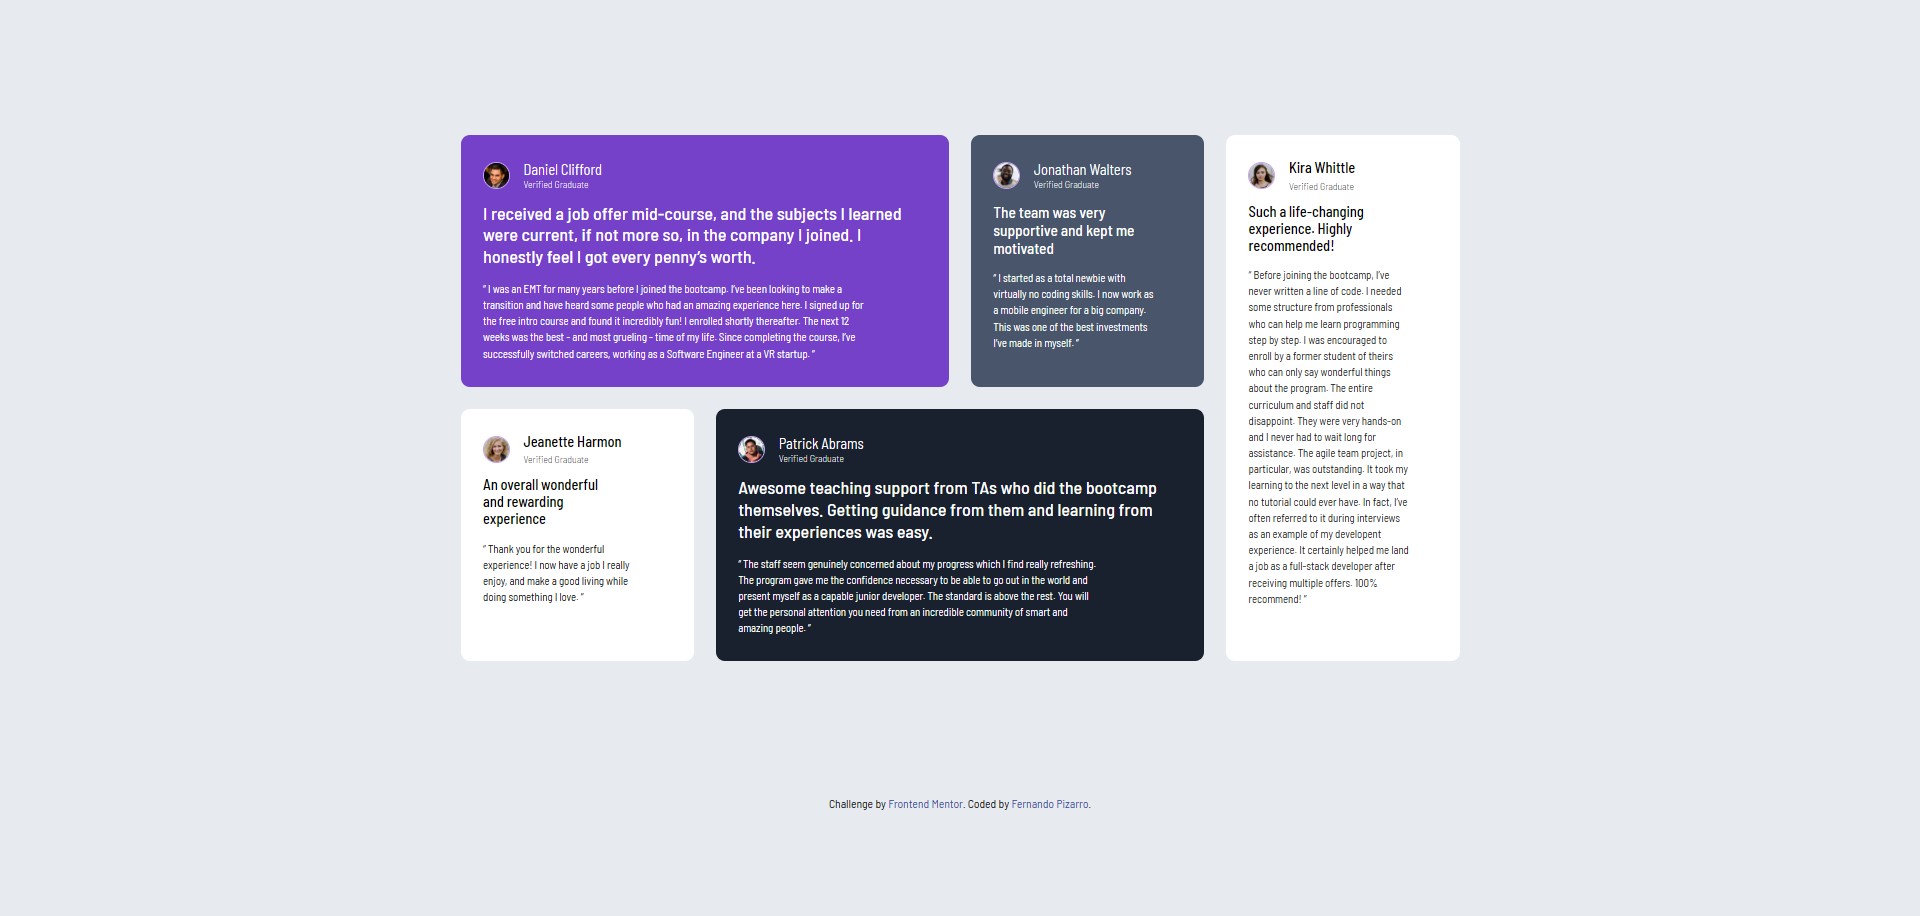 Daniel Clifford
Verified Graduate
I received a job offer mid-course, and the subjects I learned
were current, if not more so, in the company I joined. I
honestly feel I got every penny’s worth.
“ I was an EMT for many years before I joined the bootcamp. I’ve been looking to make a
transition and have heard some people who had an amazing experience here. I signed up for
the free intro course and found it incredibly fun! I enrolled shortly thereafter. The next 12
weeks was the best - and most grueling - time of my life. Since completing the course, I’ve
successfully switched careers, working as a Software Engineer at a VR startup. ”
Jonathan Walters
Verified Graduate
The team was very
supportive and kept me
motivated
“ I started as a total newbie with
virtually no coding skills. I now work as
a mobile engineer for a big company.
This was one of the best investments
I’ve made in myself. ”
Kira Whittle
Verified Graduate
Such a life-changing
experience. Highly
recommended!
“ Before joining the bootcamp, I’ve
never written a line of code. I needed
some structure from professionals
who can help me learn programming
step by step. I was encouraged to
enroll by a former student of theirs
who can only say wonderful things
about the program. The entire
curriculum and staff did not
disappoint. They were very hands-on
and I never had to wait long for
assistance. The agile team project, in
particular, was outstanding. It took my
learning to the next level in a way that
no tutorial could ever have. In fact, I’ve
often referred to it during interviews
as an example of my developent
experience. It certainly helped me land
a job as a full-stack developer after
receiving multiple offers. 100%
recommend! ”
Jeanette Harmon
Verified Graduate
An overall wonderful
and rewarding
experience
“ Thank you for the wonderful
experience! I now have a job I really
enjoy, and make a good living while
doing something I love. ”
Patrick Abrams
Verified Graduate
Awesome teaching support from TAs who did the bootcamp
themselves. Getting guidance from them and learning from
their experiences was easy.
“ The staff seem genuinely concerned about my progress which I find really refreshing.
The program gave me the confidence necessary to be able to go out in the world and
present myself as a capable junior developer. The standard is above the rest. You will
get the personal attention you need from an incredible community of smart and
amazing people. ”
Challenge by Frontend Mentor. Coded by Fernando Pizarro.